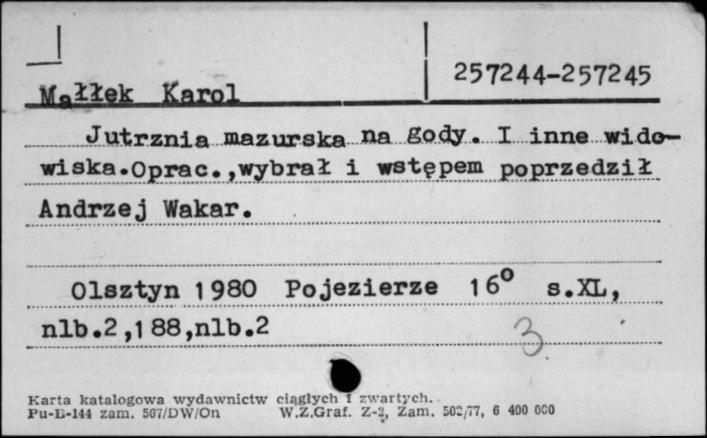 257244-257245
Małłek Karol
Jutrznia mazurska na gody. I inne wido-
wiska.Oprac.,wybrał i wstępem poprzedził
Andrzej Wakar.
Olsztyn 1980 Pojezierze 16° s.XL,
nlb.2,188,nlb.2
3
Karta katalogowa wydawnictw ciągłych i zwartych.
Pu-B-144 zam. 567/DW/On W.Z.Graf. Z-2, Zam. 502/77, 6 400 000